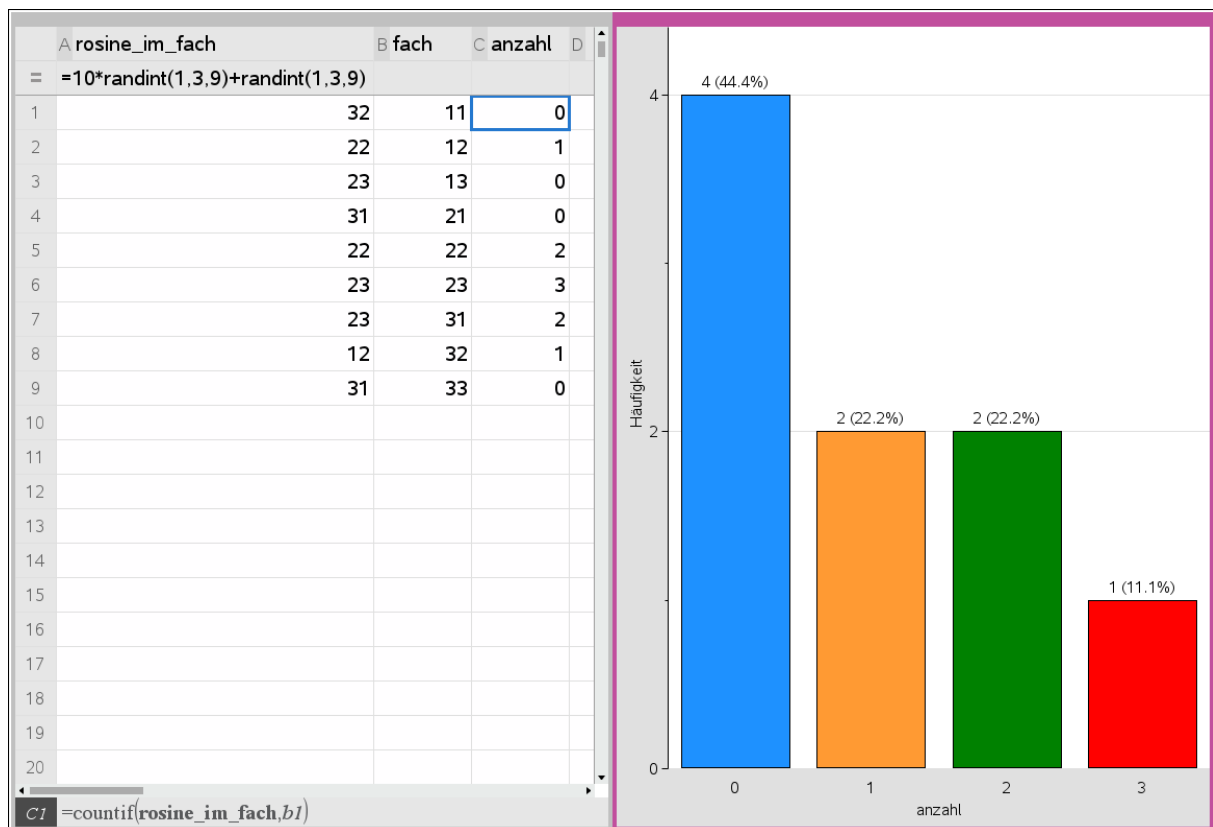 A rosine_im_fach B fach C anzahl D
= =10*randint(1,3,9)+randint(1,3,9)
1 32 11 0
2 22 12 1
3 23 13 0
4 31 21 0
5 22 22 2
6 23 23 3
7 23 31 2
8 12 32 1
9 31 33 0
10
11
12
13
14
15
16
17
18
19
20
C1 =countif(rosine_im_fach,b1)
4 (44.4%)
4
Häufigkeit
2 (22.2%) 2 (22.2%)
2
1 (11.1%)
0
0 1 2 3
anzahl